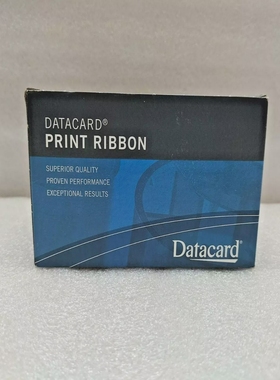 DATACARD®
PRINT RIBBON
SUPERIOR QUALITY
PROVEN PERFORMANCE
EXCEPTIONAL RESULTS
Datacard®